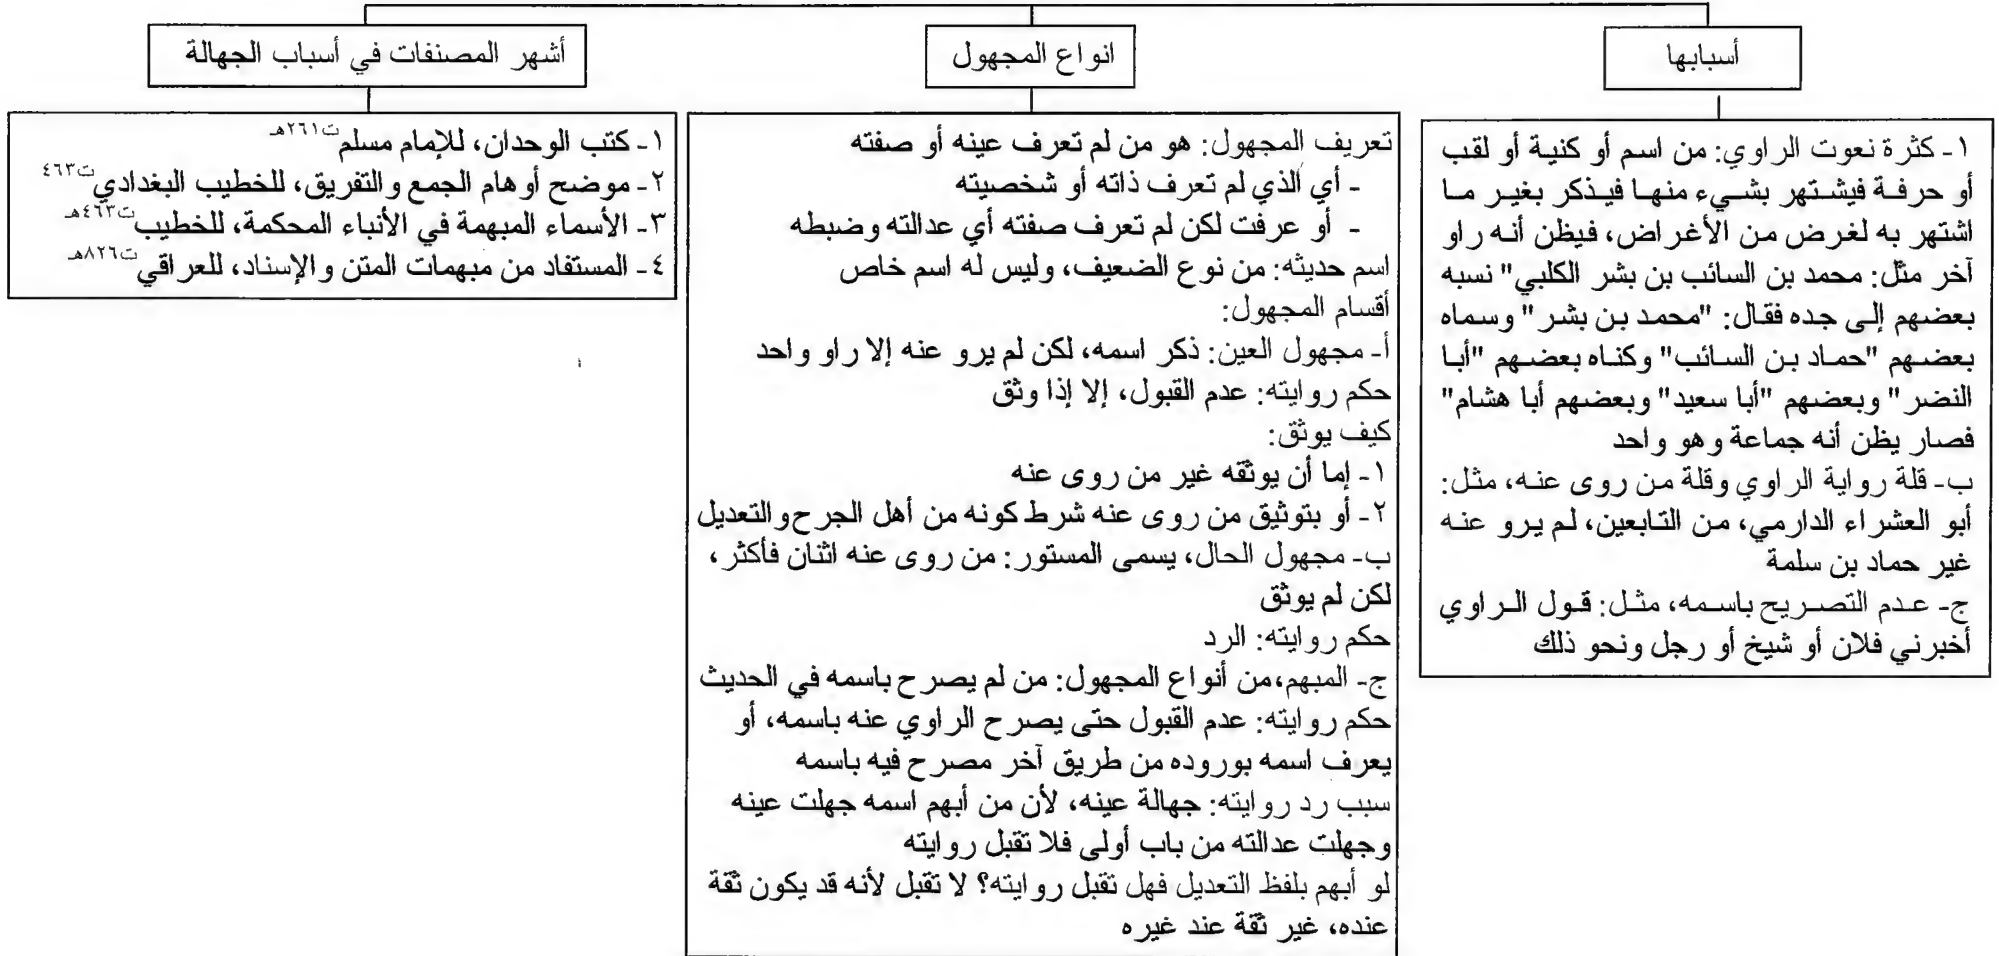 أسبابها
١- كثرة نعوت الراوي: من اسم أو كنية أو لقب
أو حرفة فيشتهر بشيء منها فيذكر بغير ما
اشتهر به لغرض من الأغراض، فيظن أنه راو
آخر مثل: محمد بن السائب بن بشر الكلبي" نسبه
بعضهم إلى جده فقال: "محمد بن بشر" وسماه
بعضهم "حماد بن السائب" وكناه بعضهم "أبا
النضر" وبعضهم "أبا سعيد" وبعضهم أبا هشام"
فصار يظن أنه جماعة وهو واحد
ب- قلة رواية الراوي وقلة من روى عنه، مثل:
أبو العشراء الدارمي، من التابعين، لم يرو عنه
غير حماد بن سلمة
ج- عدم التصريح باسمه، مثل: قول الراوي
أخبرني فلان أو شيخ أو رجل ونحو ذلك
انواع المجهول
تعريف المجهول: هو من لم تعرف عينه أو صفته
- أي الذي لم تعرف ذاته أو شخصيته
- أو عرفت لكن لم تعرف صفته أي عدالته وضبطه
اسم حديثه: من نوع الضعيف، وليس له اسم خاص
أقسام المجهول:
أ- مجهول العين: ذكر اسمه، لكن لم يرو عنه إلا راو واحد
حكم روايته: عدم القبول، إلا إذا وثق
كيف يوثق:
١- إما أن يوثقه غير من روى عنه
٢- أو بتوثيق من روى عنه شرط كونه من أهل الجرح والتعديل
ب- مجهول الحال، يسمى المستور: من روى عنه اثنان فأكثر،
لكن لم يوثق
حكم روايته: الرد
ج- المبهم،من أنواع المجهول: من لم يصرح باسمه في الحديث
حكم روايته: عدم القبول حتى يصرح الراوي عنه باسمه، أو
يعرف اسمه بوروده من طريق آخر مصرح فيه باسمه
سبب رد روايته: جهالة عينه، لأن من أبهم اسمه جهلت عينه
وجهلت عدالته من باب أولى فلا تقبل روايته
لو أبهم بلفظ التعديل فهل تقبل روايته؟ لا تقبل لأنه قد يكون ثقة
عنده، غير ثقة عند غيره
أشهر المصنفات في أسباب الجهالة
١- كتب الوحدان، للإمام مسلم ت٢٦١هـ
٢- موضح أوهام الجمع والتفريق، للخطيب البغدادي ت٤٦٣
٣- الأسماء المبهمة في الأنباء المحكمة، للخطيب ت٤٦٣هـ
٤- المستفاد من مبهمات المتن والإسناد، للعراقي ت٨٢٦هـ